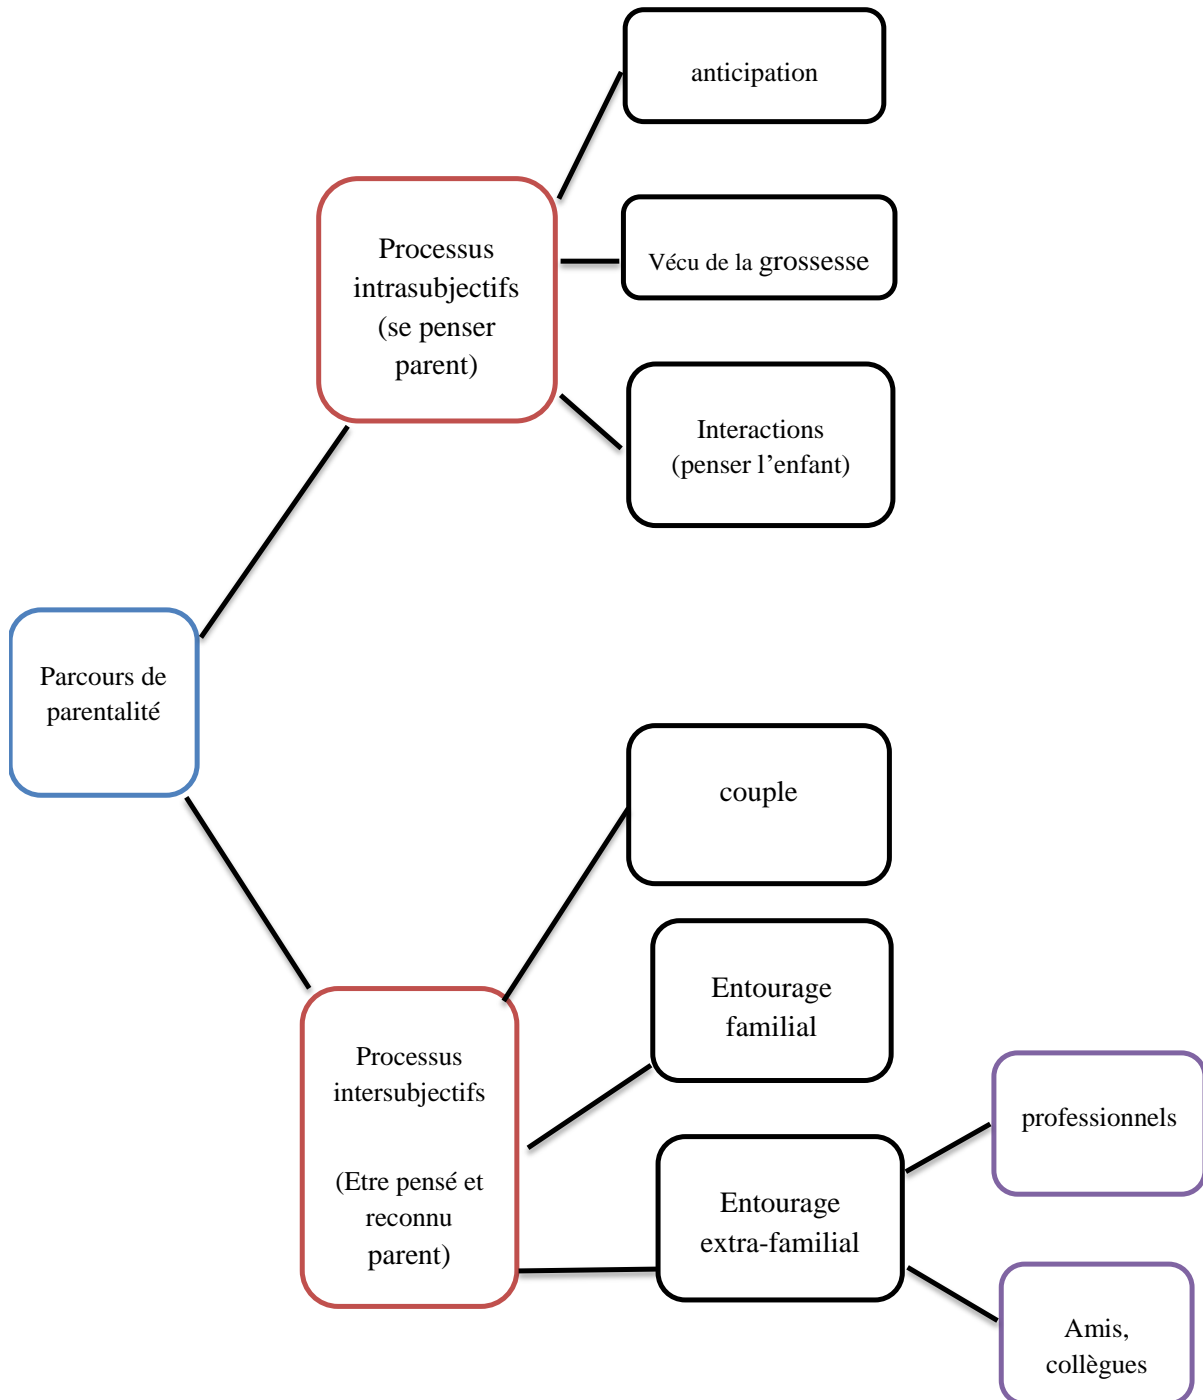 anticipation
Processus
intrasubjectifs
(se penser
parent)
Vécu de la grossesse
Interactions
(penser l’enfant)
Parcours de
parentalité
couple
Entourage
familial
Processus
intersubjectifs
(Etre pensé et
reconnu
parent)
Entourage
extra-familial
professionnels
Amis,
collègues